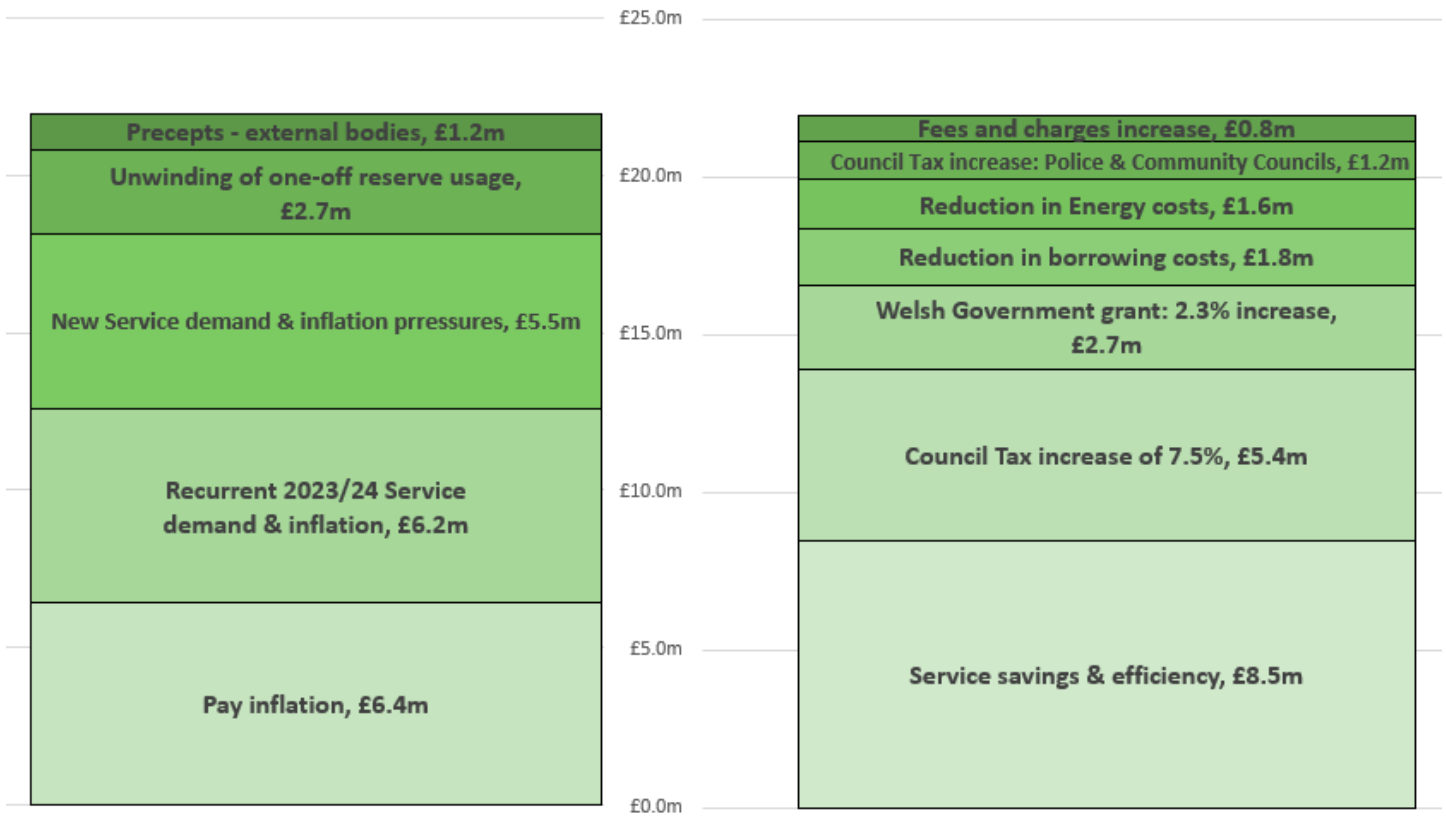 £25.0m
£20.0m
£15.0m
£10.0m
£5.0m
£0.0m
Precepts - external bodies, £1.2m
Unwinding of one-off reserve usage,
£2.7m
New Service demand & inflation prressures, £5.5m
Recurrent 2023/24 Service
demand & inflation, £6.2m
Pay inflation, £6.4m
Fees and charges increase, £0.8m
Council Tax increase: Police & Community Councils, £1.2m
Reduction in Energy costs, £1.6m
Reduction in borrowing costs, £1.8m
Welsh Government grant: 2.3% increase,
£2.7m
Council Tax increase of 7.5%, £5.4m
Service savings & efficiency, £8.5m